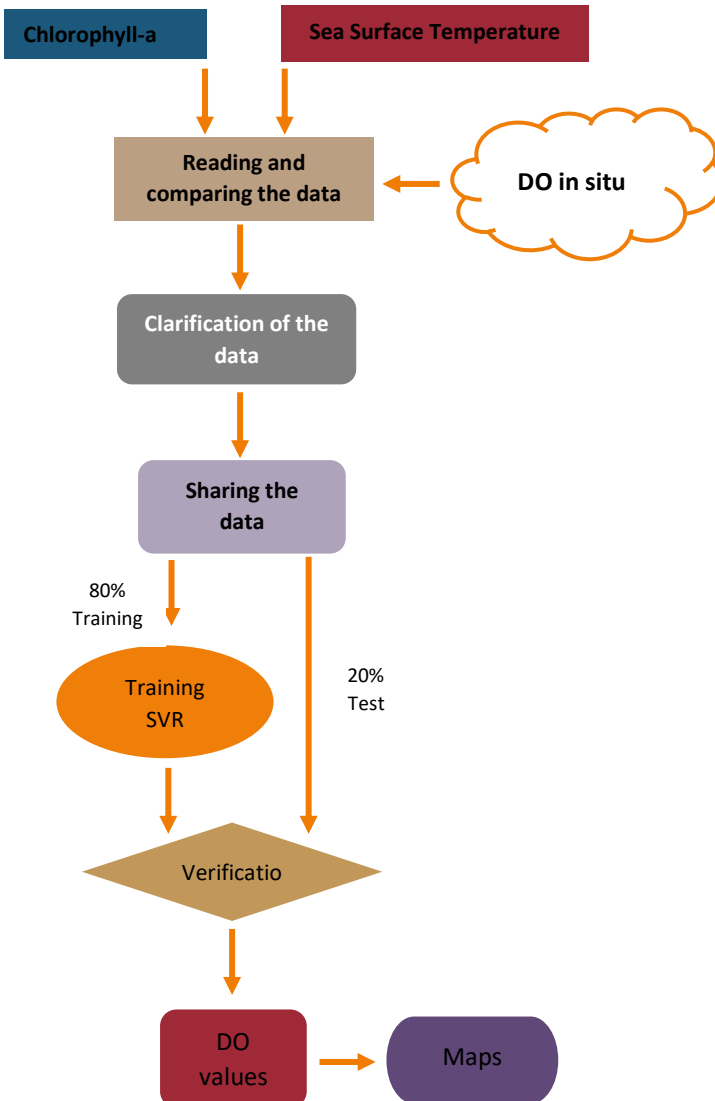 Chlorophyll-a
Sea Surface Temperature
Reading and
comparing the data
DO in situ
Clarification of the
data
Sharing the
data
80%
Training
Training
SVR
20%
Test
Verificatio
DO
values
Maps